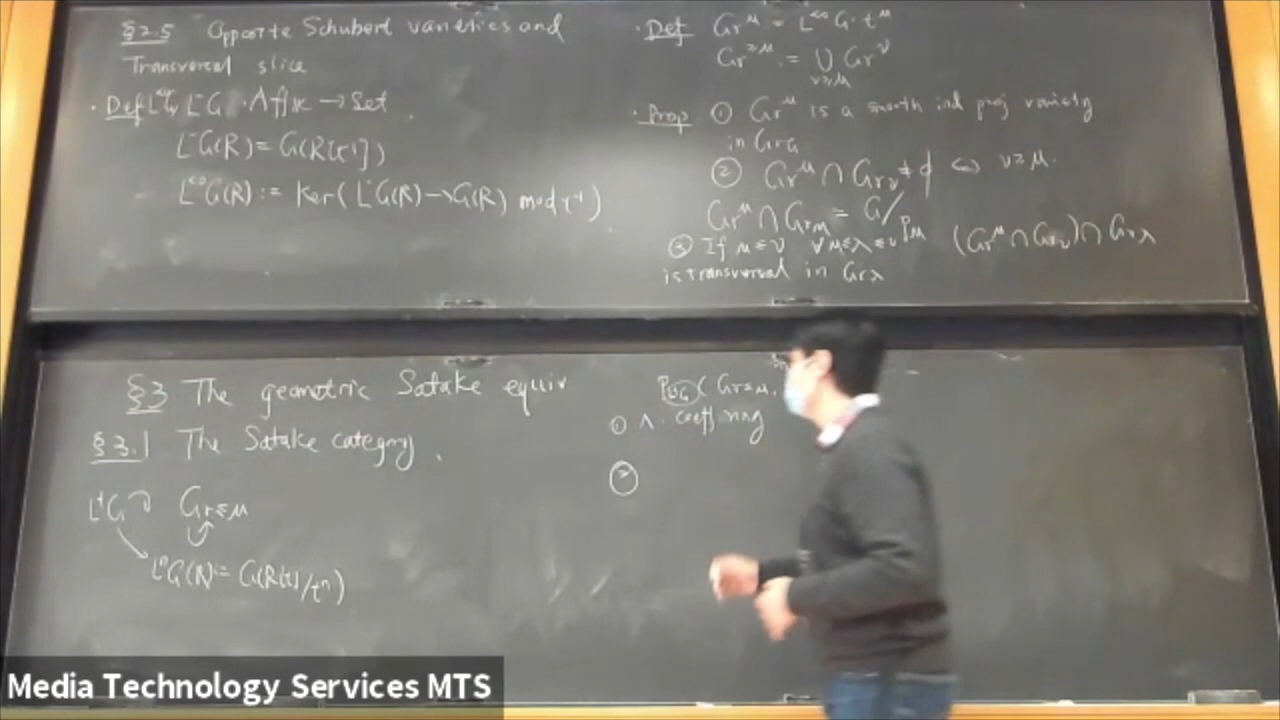 §2.5 Opposite Schubert varieties and
Transversal slice
· Def L^{<0}G, L^-G : Aff_k → Set
L^-G(R) = G(R[t^{-1}])
L^{<0}G(R) := Ker(L^-G(R) → G(R) mod t^{-1})
· Def Gr^μ = L^{<0}G · t^μ
Gr^{≥μ} := ∪_{ν≥μ} Gr^ν
· Prop ① Gr^μ is a smooth ind proj variety
in Gr_G
② Gr^μ ∩ Gr_ν ≠ ∅ ⇔ ν ≥ μ.
Gr^μ ∩ Gr_μ = G/P_μ
③ If μ ≤ ν ∀ μ≤λ≤ν (Gr^μ ∩ Gr_ν) ∩ Gr_λ
is transversal in Gr_λ
§3 The geometric Satake equiv
§3.1 The Satake category.
L^+G ↷ Gr_{≤μ}
L^nG(R) := G(R[t]/t^n)
P_{L^+G}(Gr_{≤μ},
① Λ. coeff ring
②
Media Technology Services MTS